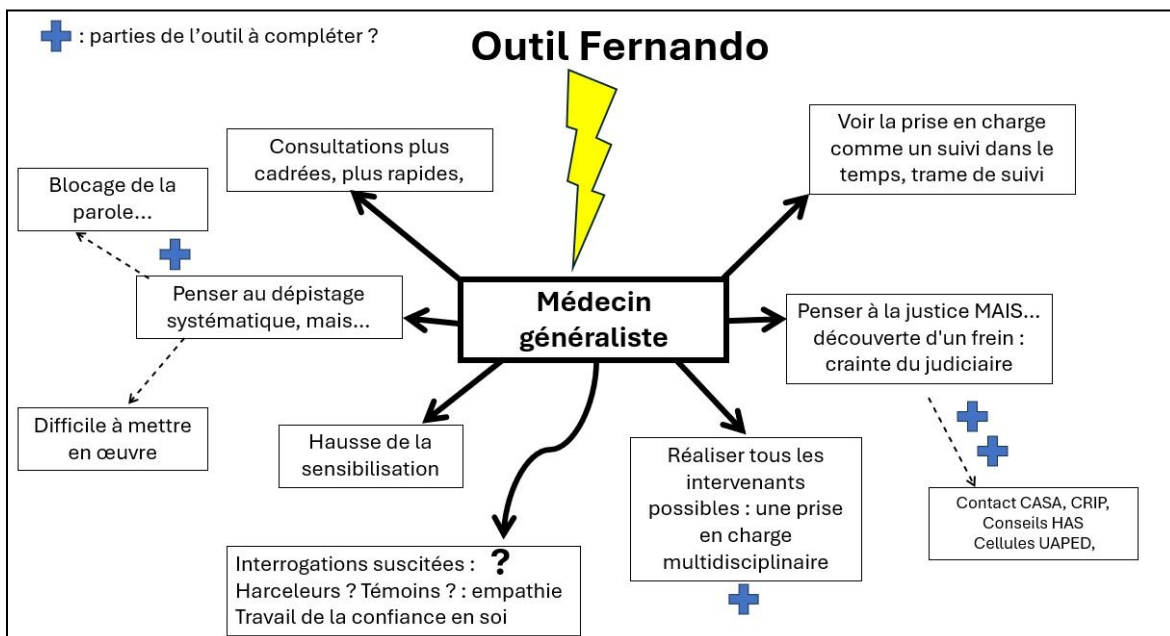 : parties de l'outil à compléter ?
Outil Fernando
Consultations plus
cadrées, plus rapides,
Voir la prise en charge
comme un suivi dans le
temps, trame de suivi
Blocage de la
parole...
Penser au dépistage
systématique, mais...
Médecin
généraliste
Penser à la justice MAIS...
découverte d'un frein :
crainte du judiciaire
Difficile à mettre
en œuvre
Hausse de la
sensibilisation
Réaliser tous les
intervenants
possibles : une prise
en charge
multidisciplinaire
Contact CASA, CRIP,
Conseils HAS
Cellules UAPED,
Interrogations suscitées : ?
Harceleurs ? Témoins ? : empathie
Travail de la confiance en soi